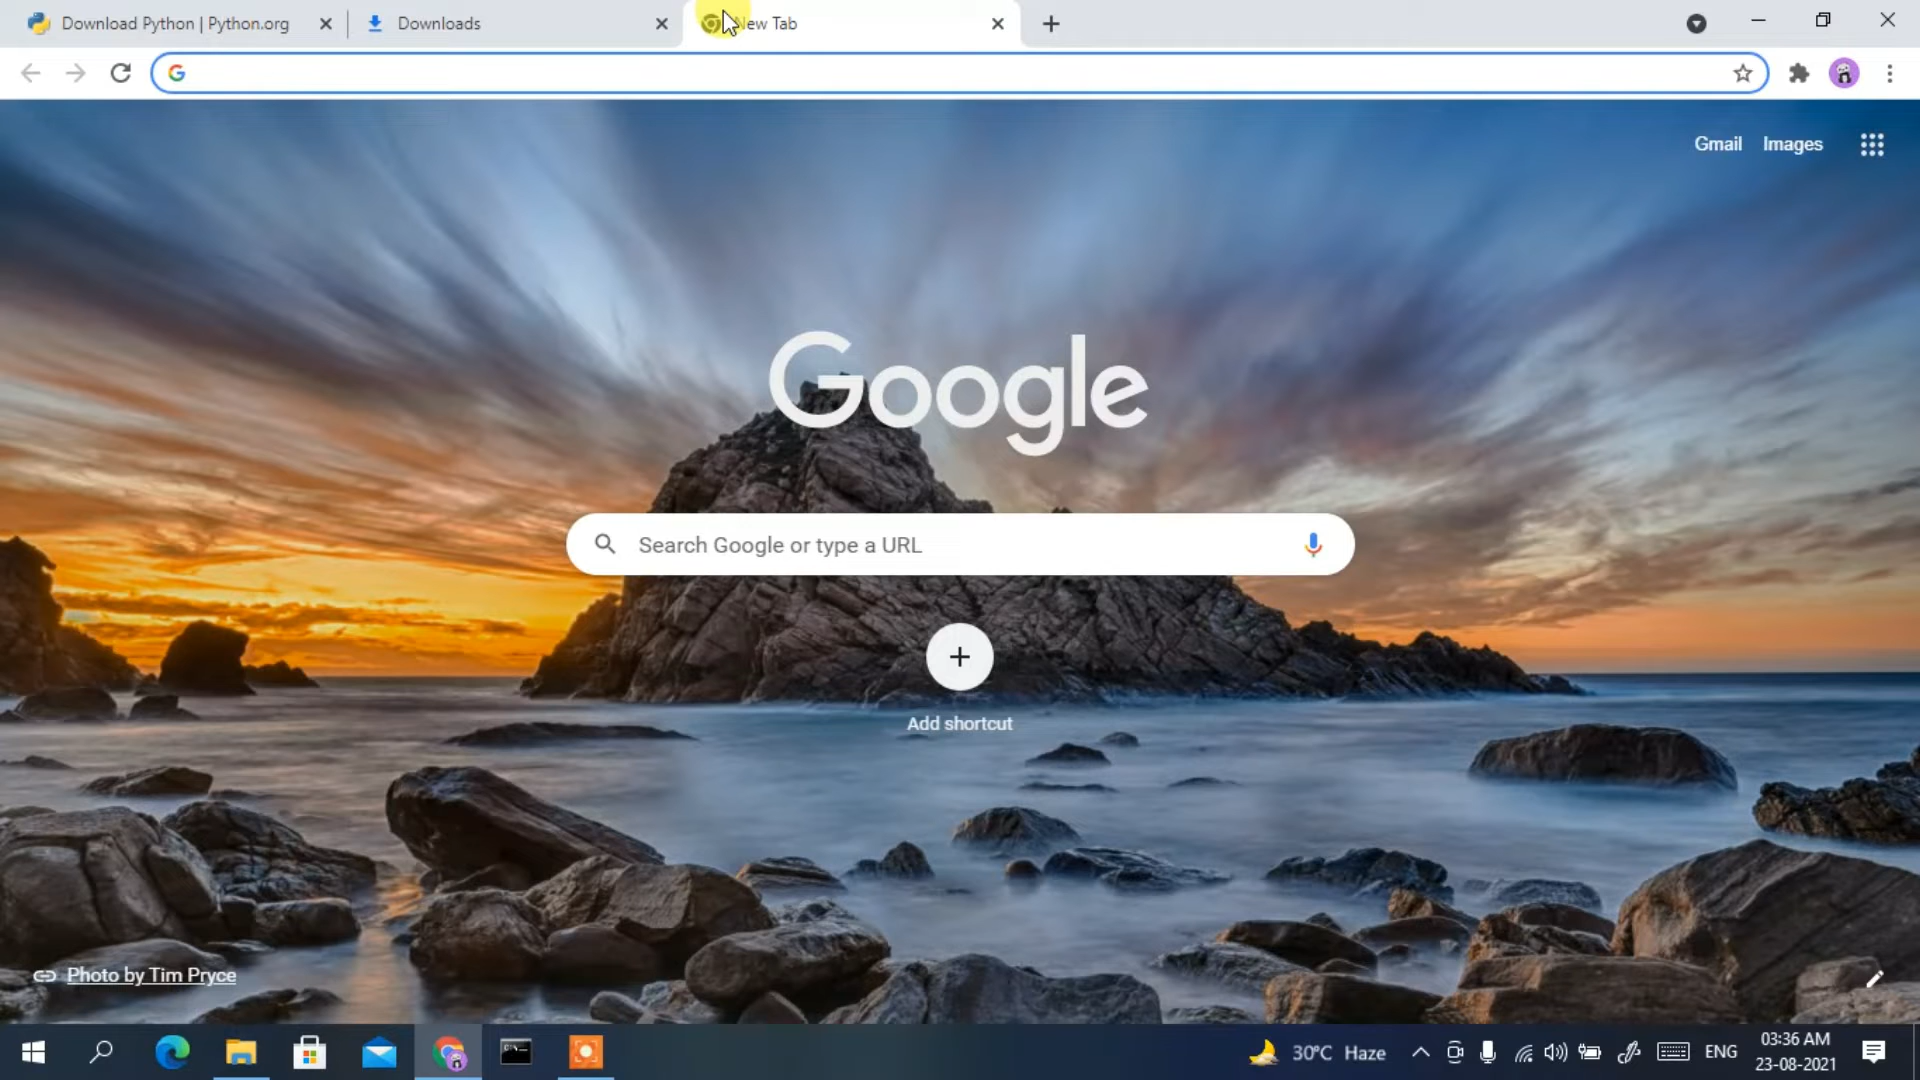 Download Python | Python.org
Downloads
New Tab
Gmail Images
Google
Search Google or type a URL
Add shortcut
Photo by Tim Pryce
30°C Haze
ENG
03:36 AM
23-08-2021